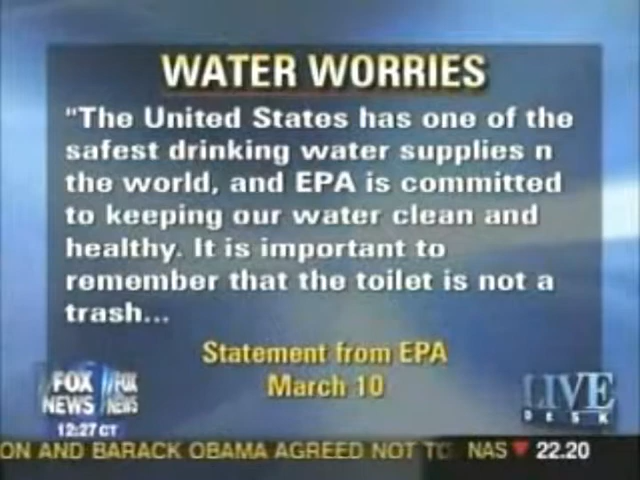 WATER WORRIES
"The United States has one of the
safest drinking water supplies n
the world, and EPA is committed
to keeping our water clean and
healthy. It is important to
remember that the toilet is not a
trash...
Statement from EPA
March 10
FOX NEWS FOX NEWS
12:27 CT
LIVE
DESK
ON AND BARACK OBAMA AGREED NOT TO NAS 22.20